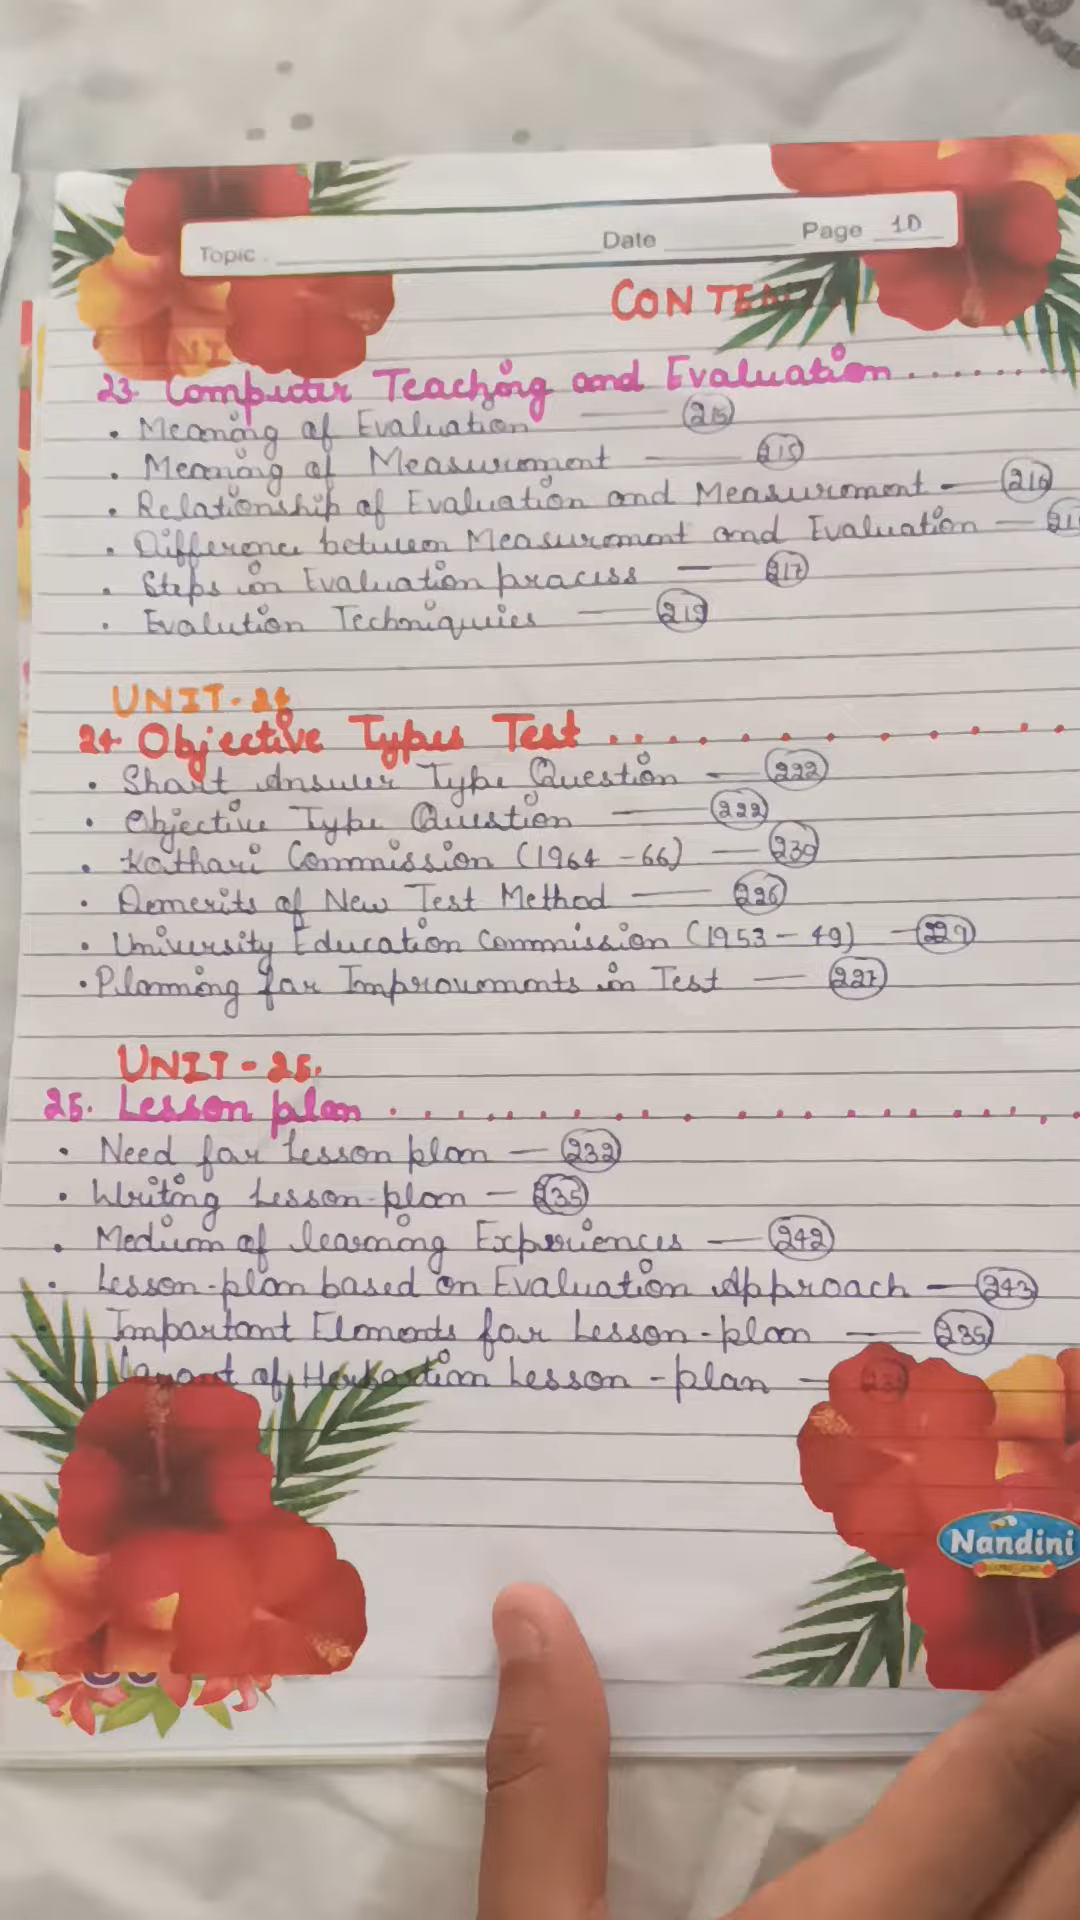 Topic Date Page 10
CONTENT
23. Computer Teaching and Evaluation ........
• Meaning of Evaluation — 215
• Meaning of Measurement — 215
• Relationship of Evaluation and Measurement — 216
• Difference between Measurement and Evaluation —
• Steps in Evaluation process — 217
• Evalution Techniquies — 219
UNIT-24
24. Objective Types Test ............
• Short Answer Type Question — 222
• Objective Type Question — 222
• Kothari Commission (1964 - 66) — 230
• Demerits of New Test Method — 226
• University Education Commission (1953 - 49) — 229
• Planning for Improvements in Test — 227
UNIT - 25.
25. Lesson plan ................
• Need for Lesson plan — 232
• Writing Lesson-plan — 235
• Medium of learning Experiences — 242
• Lesson-plan based on Evaluation Approach — 243
• Important Elements for Lesson-plan — 235
of Herbartian Lesson - plan —
Nandini